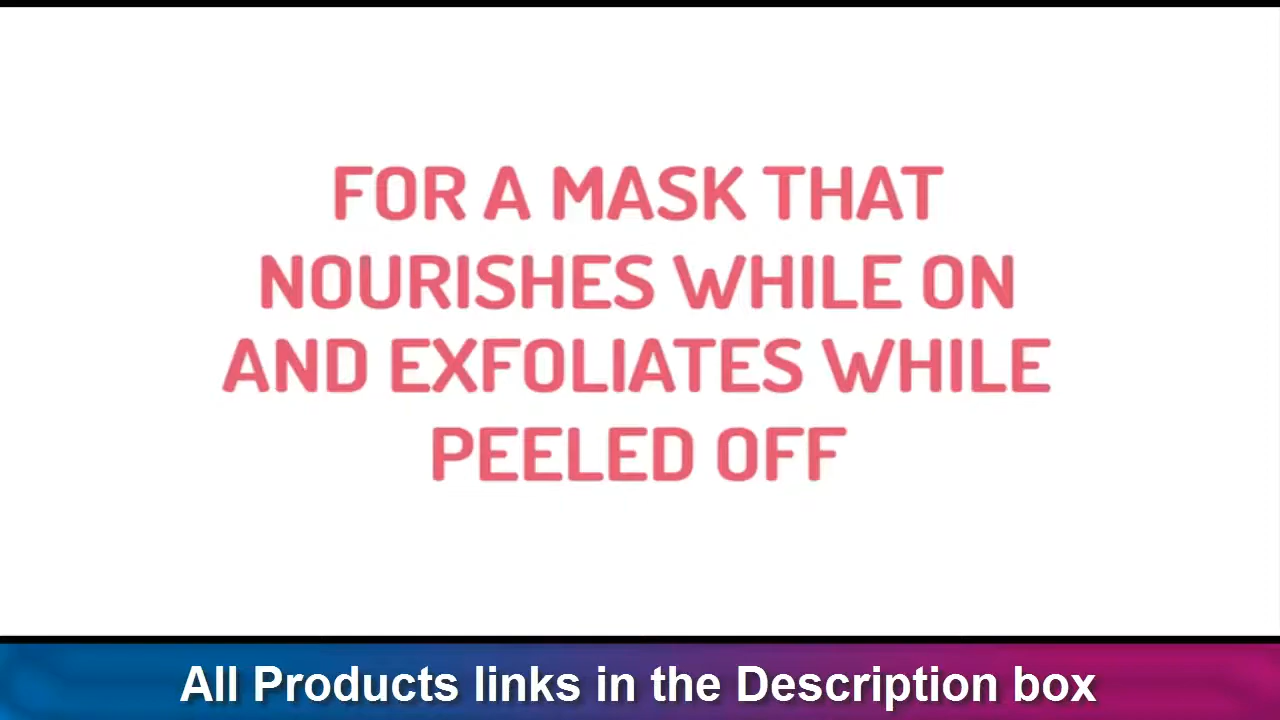 FOR A MASK THAT
NOURISHES WHILE ON
AND EXFOLIATES WHILE
PEELED OFF
All Products links in the Description box